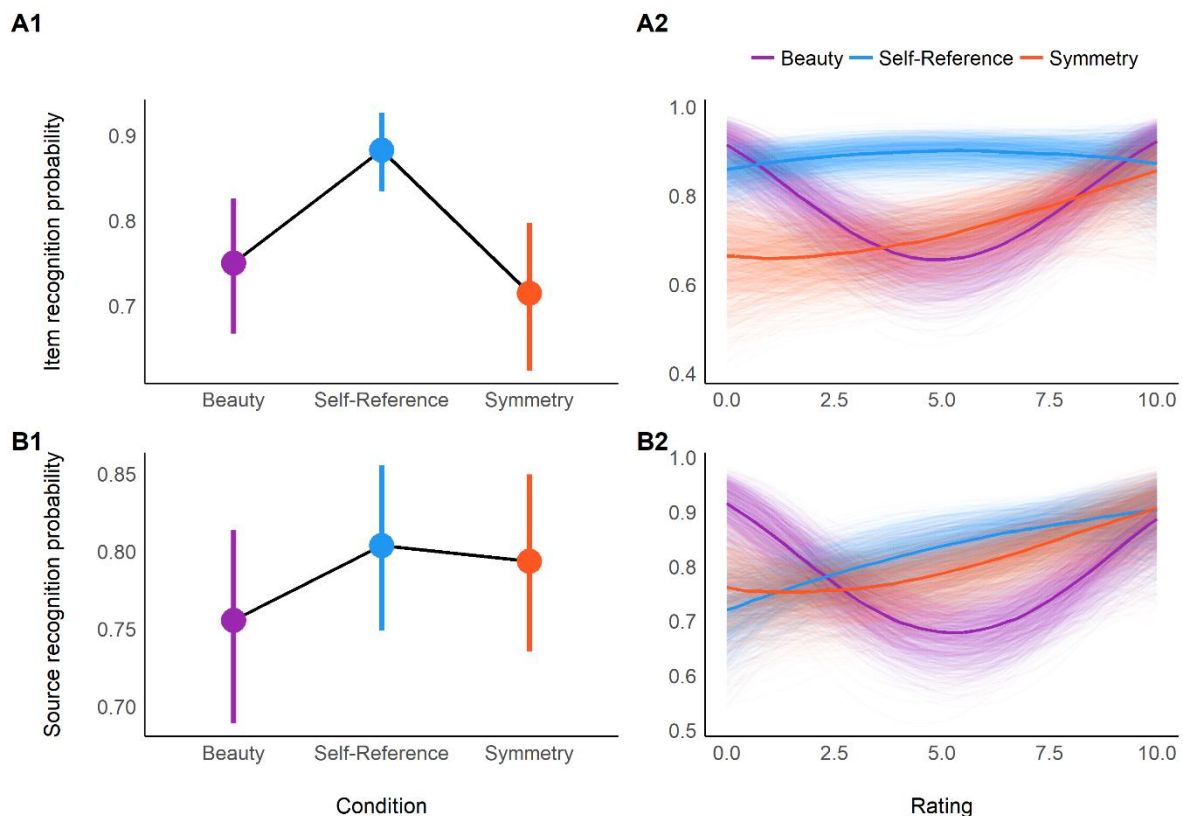 A1
Item recognition probability
0.9
0.8
0.7
Beauty Self-Reference Symmetry
A2
Beauty Self-Reference Symmetry
1.0
0.8
0.6
0.4
0.0 2.5 5.0 7.5 10.0
B1
Source recognition probability
0.85
0.80
0.75
0.70
Beauty Self-Reference Symmetry
Condition
B2
1.0
0.9
0.8
0.7
0.6
0.5
0.0 2.5 5.0 7.5 10.0
Rating